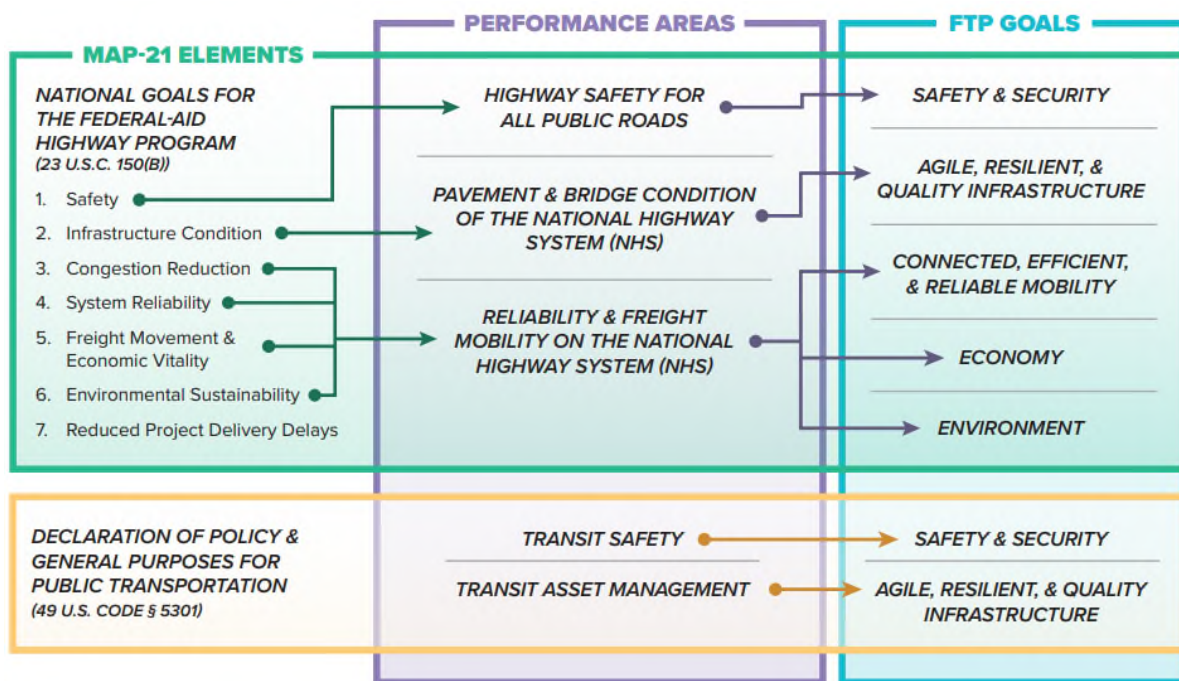 PERFORMANCE AREAS
FTP GOALS
MAP-21 ELEMENTS
NATIONAL GOALS FOR
THE FEDERAL-AID
HIGHWAY PROGRAM
(23 U.S.C. 150(B))
1. Safety
2. Infrastructure Condition
3. Congestion Reduction
4. System Reliability
5. Freight Movement &
Economic Vitality
6. Environmental Sustainability
7. Reduced Project Delivery Delays
HIGHWAY SAFETY FOR
ALL PUBLIC ROADS
PAVEMENT & BRIDGE CONDITION
OF THE NATIONAL HIGHWAY
SYSTEM (NHS)
RELIABILITY & FREIGHT
MOBILITY ON THE NATIONAL
HIGHWAY SYSTEM (NHS)
SAFETY & SECURITY
AGILE, RESILIENT, &
QUALITY INFRASTRUCTURE
CONNECTED, EFFICIENT,
& RELIABLE MOBILITY
ECONOMY
ENVIRONMENT
DECLARATION OF POLICY &
GENERAL PURPOSES FOR
PUBLIC TRANSPORTATION
(49 U.S. CODE § 5301)
TRANSIT SAFETY
TRANSIT ASSET MANAGEMENT
SAFETY & SECURITY
AGILE, RESILIENT, & QUALITY
INFRASTRUCTURE